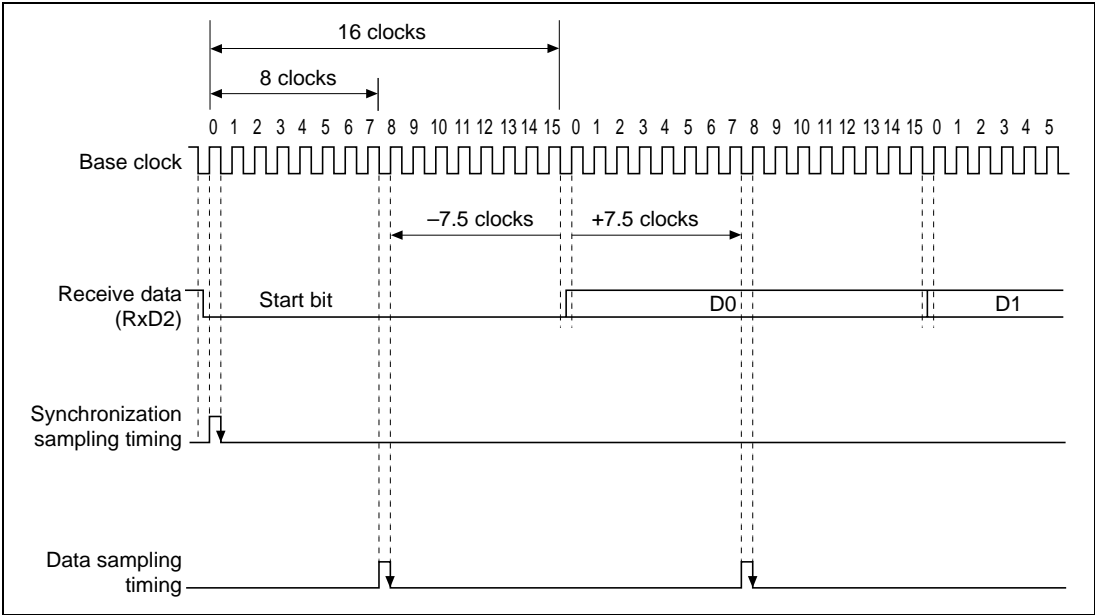 16 clocks
8 clocks
0 1 2 3 4 5 6 7 8 9 10 11 12 13 14 15 0 1 2 3 4 5 6 7 8 9 10 11 12 13 14 15 0 1 2 3 4 5
Base clock
–7.5 clocks +7.5 clocks
Receive data
(RxD2)
Start bit D0 D1
Synchronization
sampling timing
Data sampling
timing